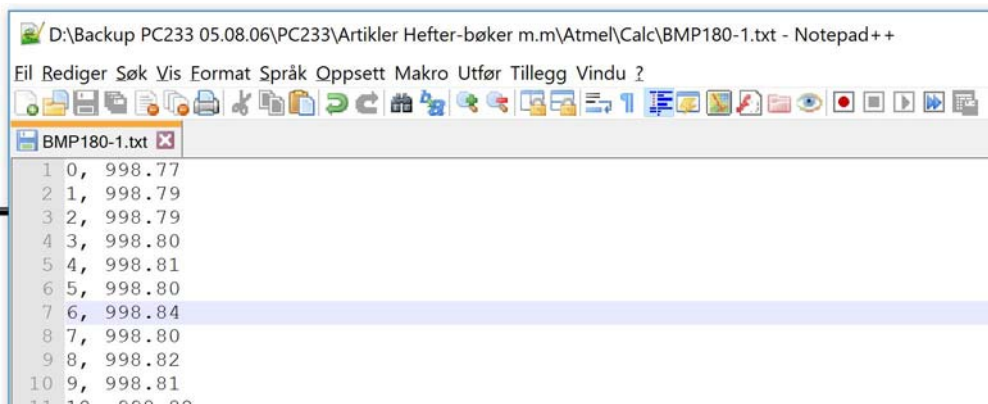 D:\Backup PC233 05.08.06\PC233\Artikler Hefter-bøker m.m\Atmel\Calc\BMP180-1.txt - Notepad++
Fil Rediger Søk Vis Format Språk Oppsett Makro Utfør Tillegg Vindu ?
BMP180-1.txt
1 0, 998.77
2 1, 998.79
3 2, 998.79
4 3, 998.80
5 4, 998.81
6 5, 998.80
7 6, 998.84
8 7, 998.80
9 8, 998.82
10 9, 998.81